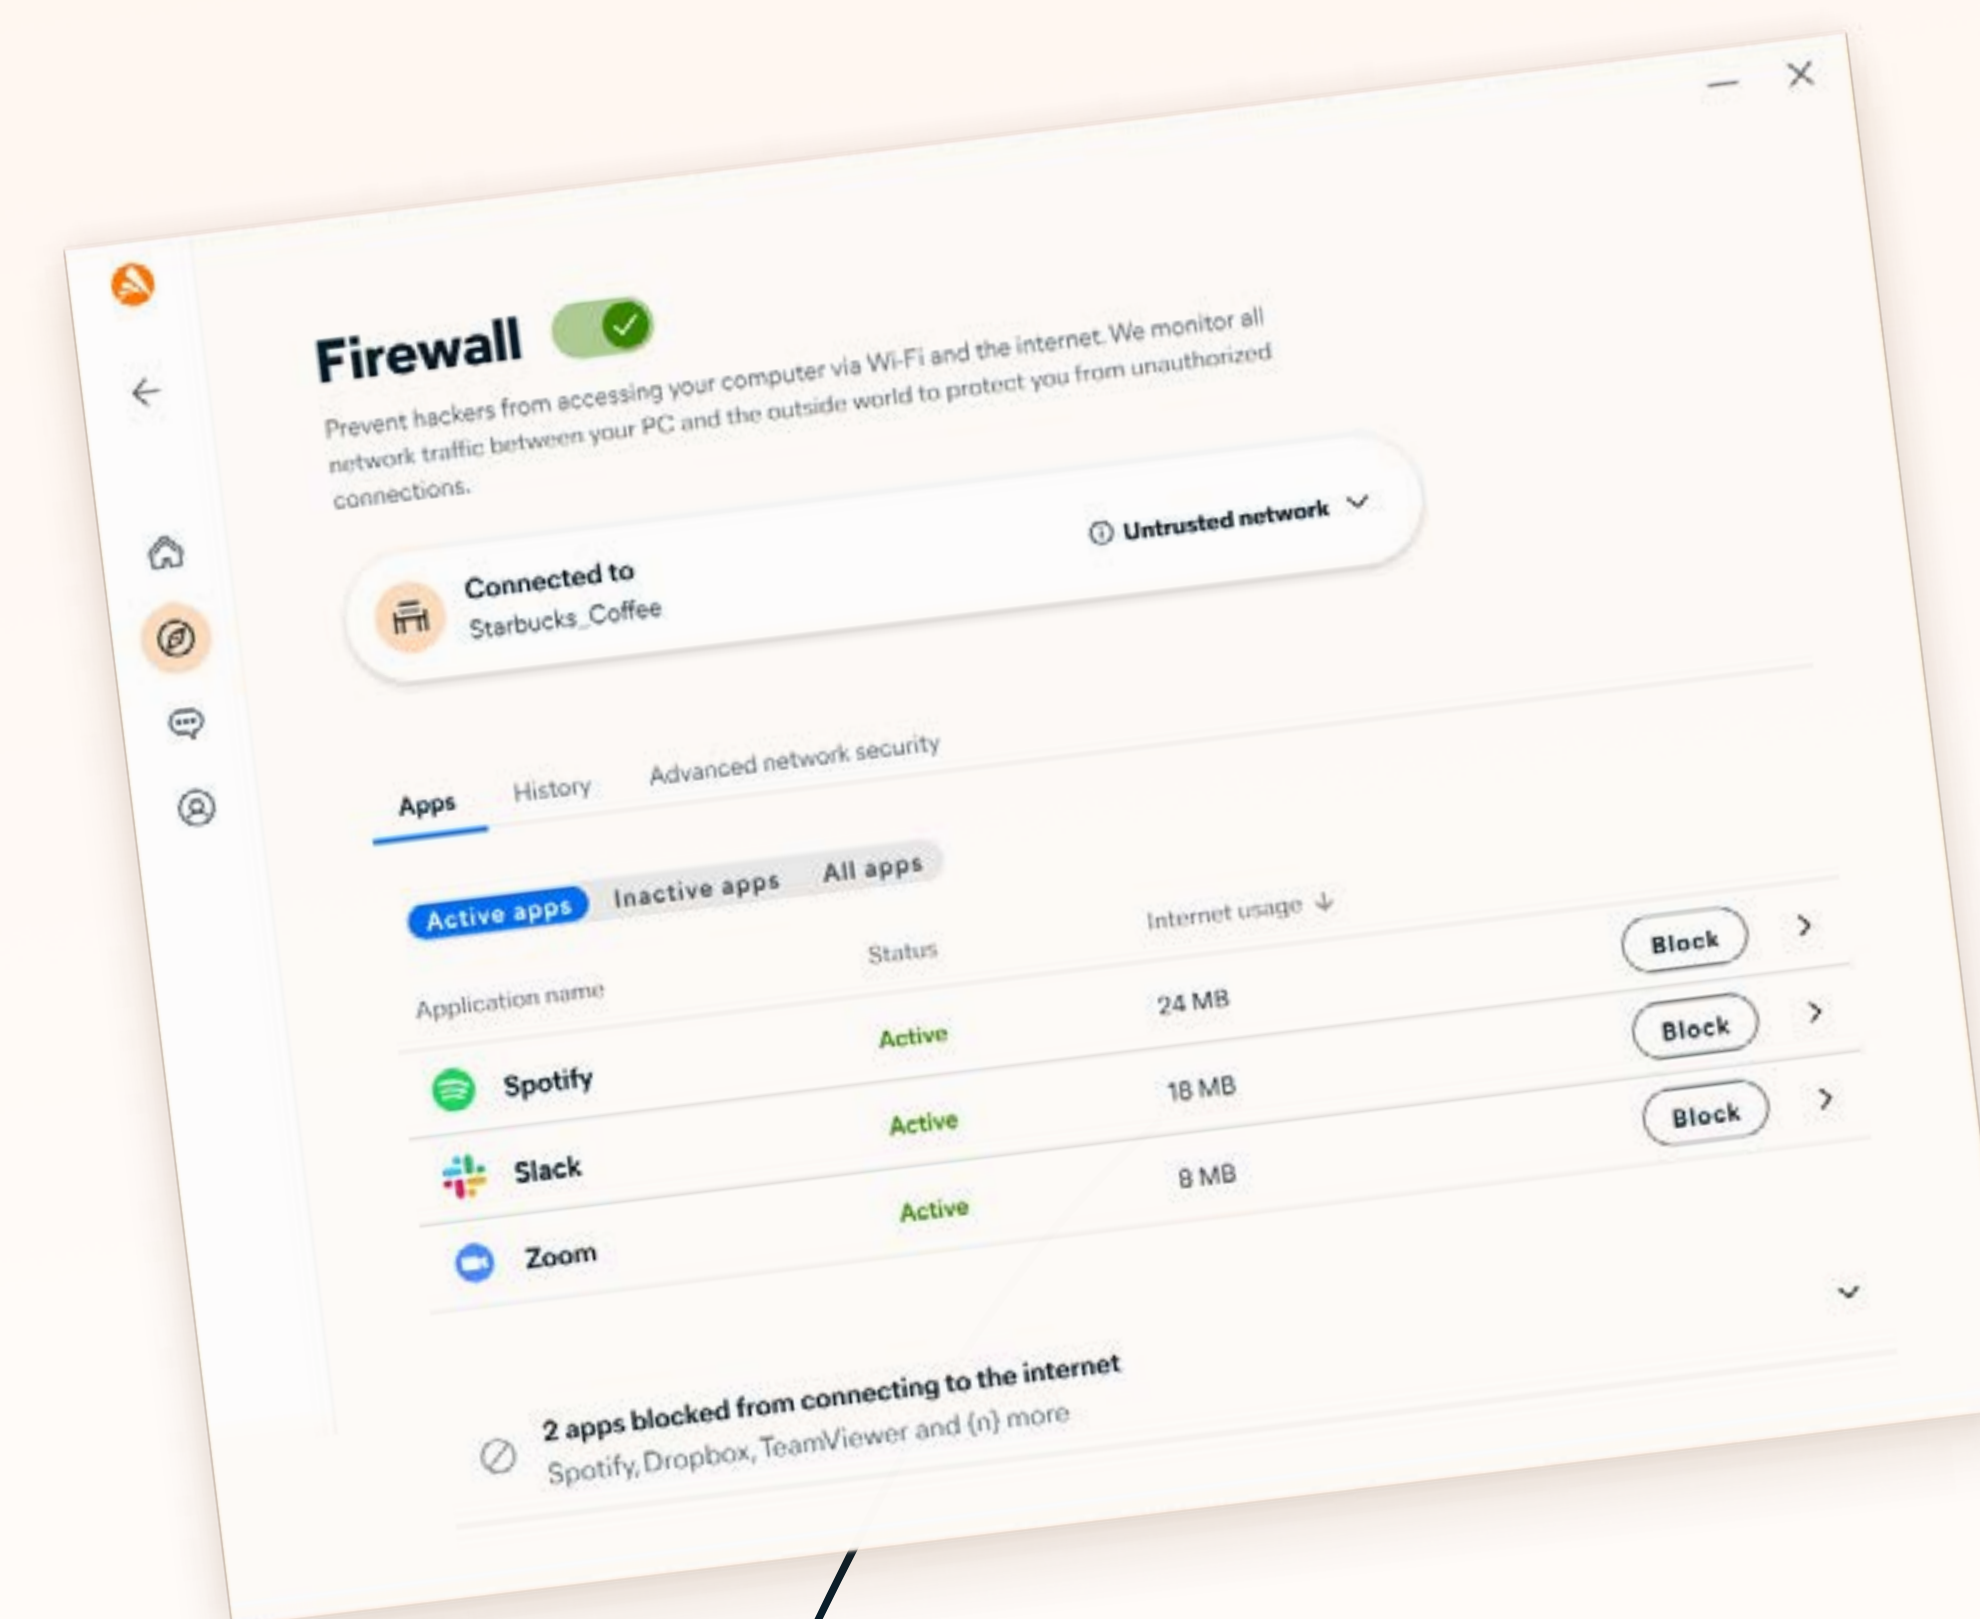 Firewall
Prevent hackers from accessing your computer via Wi-Fi and the internet. We monitor all
network traffic between your PC and the outside world to protect you from unauthorized
connections.
Connected to
Starbucks_Coffee
Untrusted network
Apps History Advanced network security
Active apps Inactive apps All apps
Application name Status Internet usage
Spotify Active 24 MB Block
Slack Active 18 MB Block
Zoom Active 8 MB Block
2 apps blocked from connecting to the internet
Spotify, Dropbox, TeamViewer and {n} more